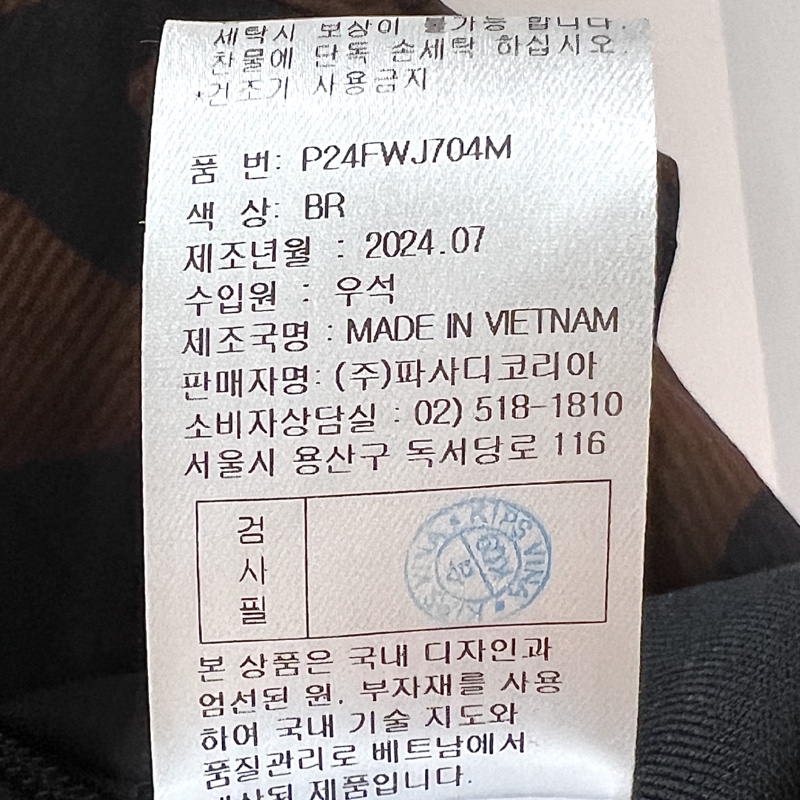 세탁시 보상이 불가능 합니다.
찬물에 단독 손세탁 하십시오.
*건조기 사용금지
품 번: P24FWJ704M
색 상: BR
제조년월 : 2024.07
수입원 : 우석
제조국명 : MADE IN VIETNAM
판매자명: (주)파사디코리아
소비자상담실 : 02) 518-1810
서울시 용산구 독서당로 116
검
사
필
KIPS VINA
KIPS VINA
본 상품은 국내 디자인과
엄선된 원, 부자재를 사용
하여 국내 기술 지도와
품질관리로 베트남에서
생산된 제품입니다.